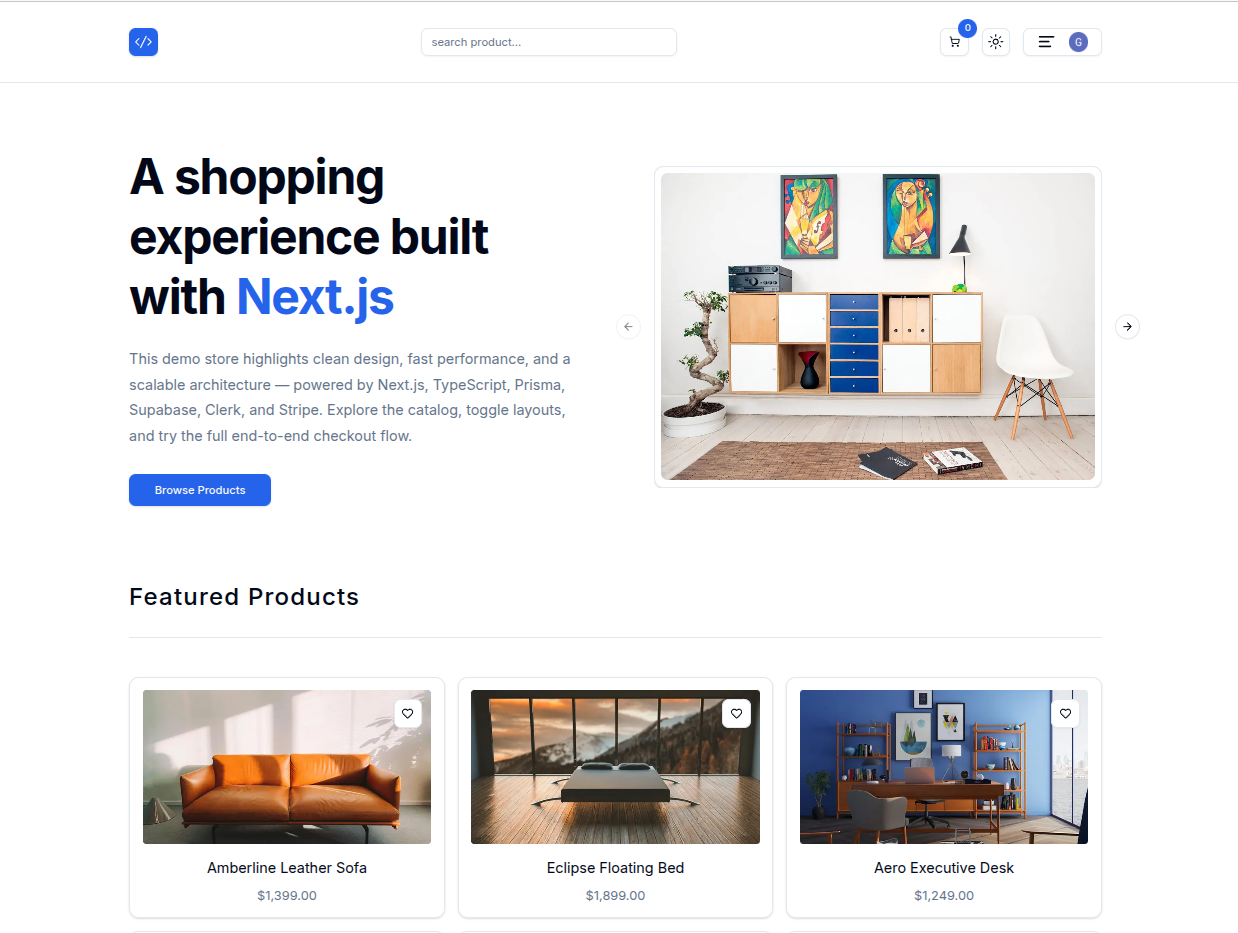 </>
search product...
0
G
A shopping
experience built
with Next.js
This demo store highlights clean design, fast performance, and a
scalable architecture — powered by Next.js, TypeScript, Prisma,
Supabase, Clerk, and Stripe. Explore the catalog, toggle layouts,
and try the full end-to-end checkout flow.
Browse Products
Featured Products
Amberline Leather Sofa
Eclipse Floating Bed
Aero Executive Desk
$1,399.00
$1,899.00
$1,249.00